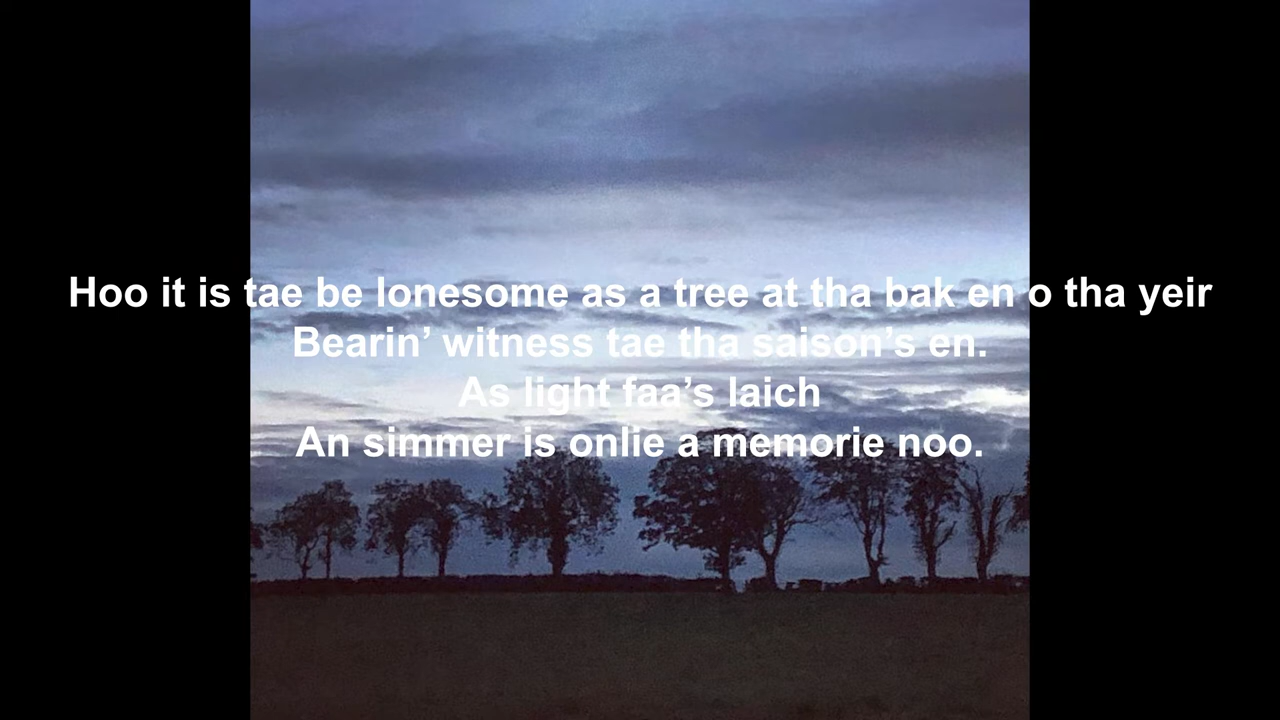 Hoo it is tae be lonesome as a tree at tha bak en o tha yeir
Bearin’ witness tae tha saison’s en.
As light faa’s laich
An simmer is onlie a memorie noo.